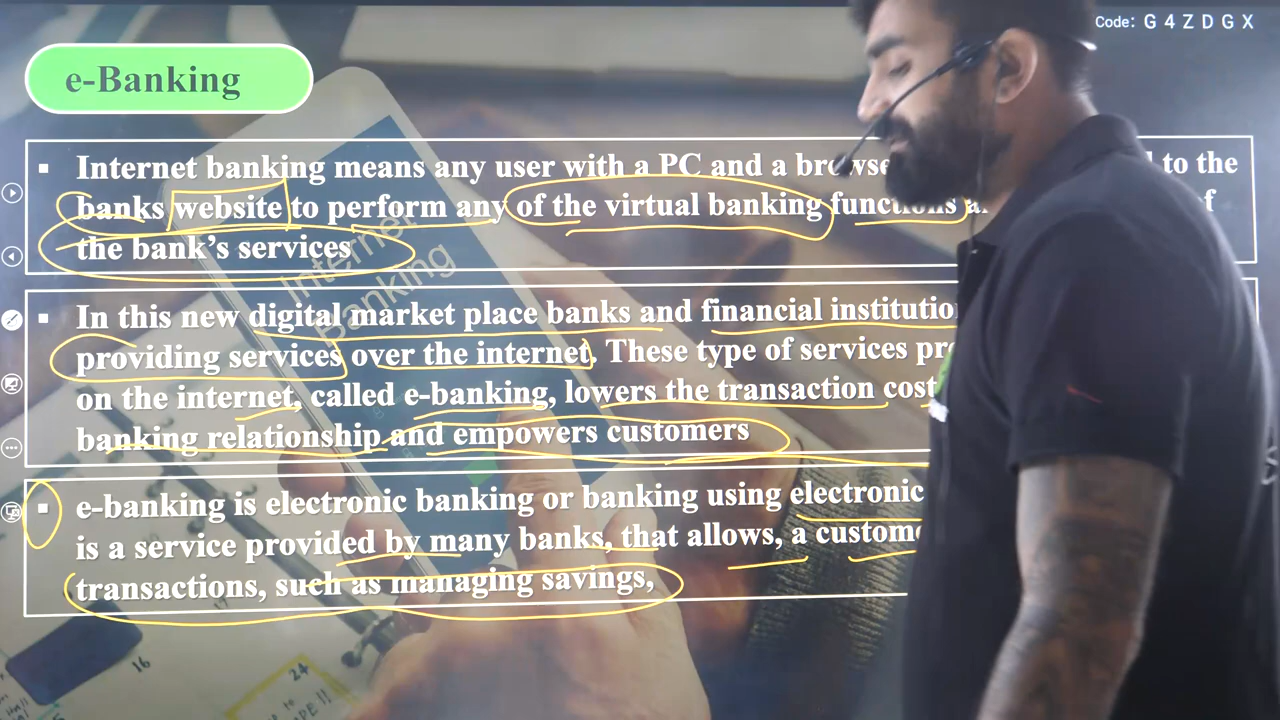 Code: G 4 Z D G X
e-Banking
Internet banking means any user with a PC and a browse to the
banks website to perform any of the virtual banking functions
the bank's services
Internet
Banking
In this new digital market place banks and financial
providing services over the internet. These type of services
on the internet, called e-banking, lowers the transaction cost
banking relationship and empowers customers
e-banking is electronic banking or banking using electronic
is a service provided by many banks, that allows, a
transactions, such as managing savings,
16
24